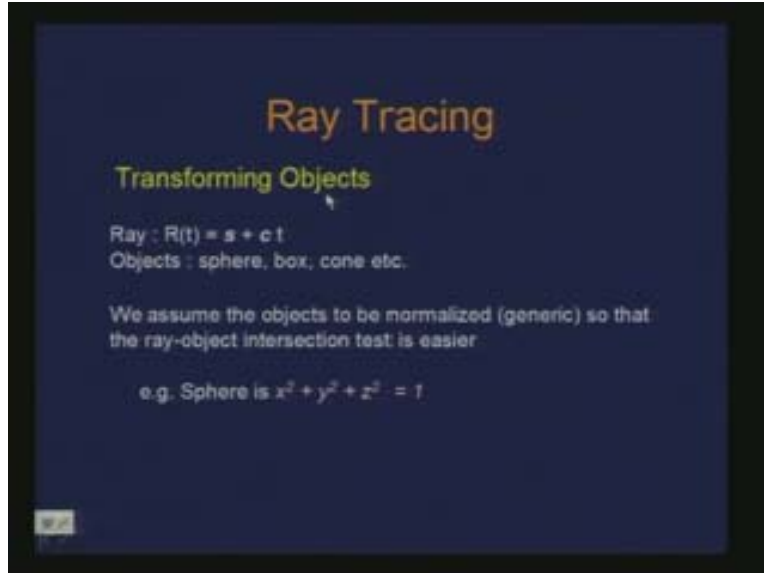 Ray Tracing
Transforming Objects
Ray : R(t) = s + c t
Objects : sphere, box, cone etc.
We assume the objects to be normalized (generic) so that
the ray-object intersection test is easier
e.g. Sphere is x² + y² + z² = 1